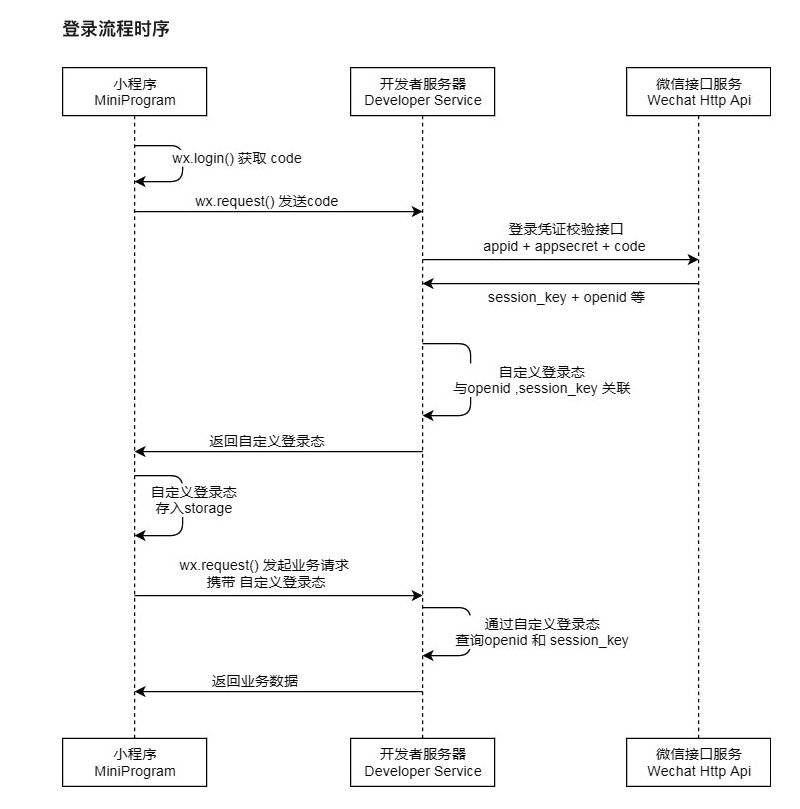 登录流程时序
小程序
MiniProgram
开发者服务器
Developer Service
微信接口服务
Wechat Http Api
wx.login() 获取 code
wx.request() 发送code
登录凭证校验接口
appid + appsecret + code
session_key + openid 等
自定义登录态
与openid ,session_key 关联
返回自定义登录态
自定义登录态
存入storage
wx.request() 发起业务请求
携带 自定义登录态
通过自定义登录态
查询openid 和 session_key
返回业务数据
小程序
MiniProgram
开发者服务器
Developer Service
微信接口服务
Wechat Http Api